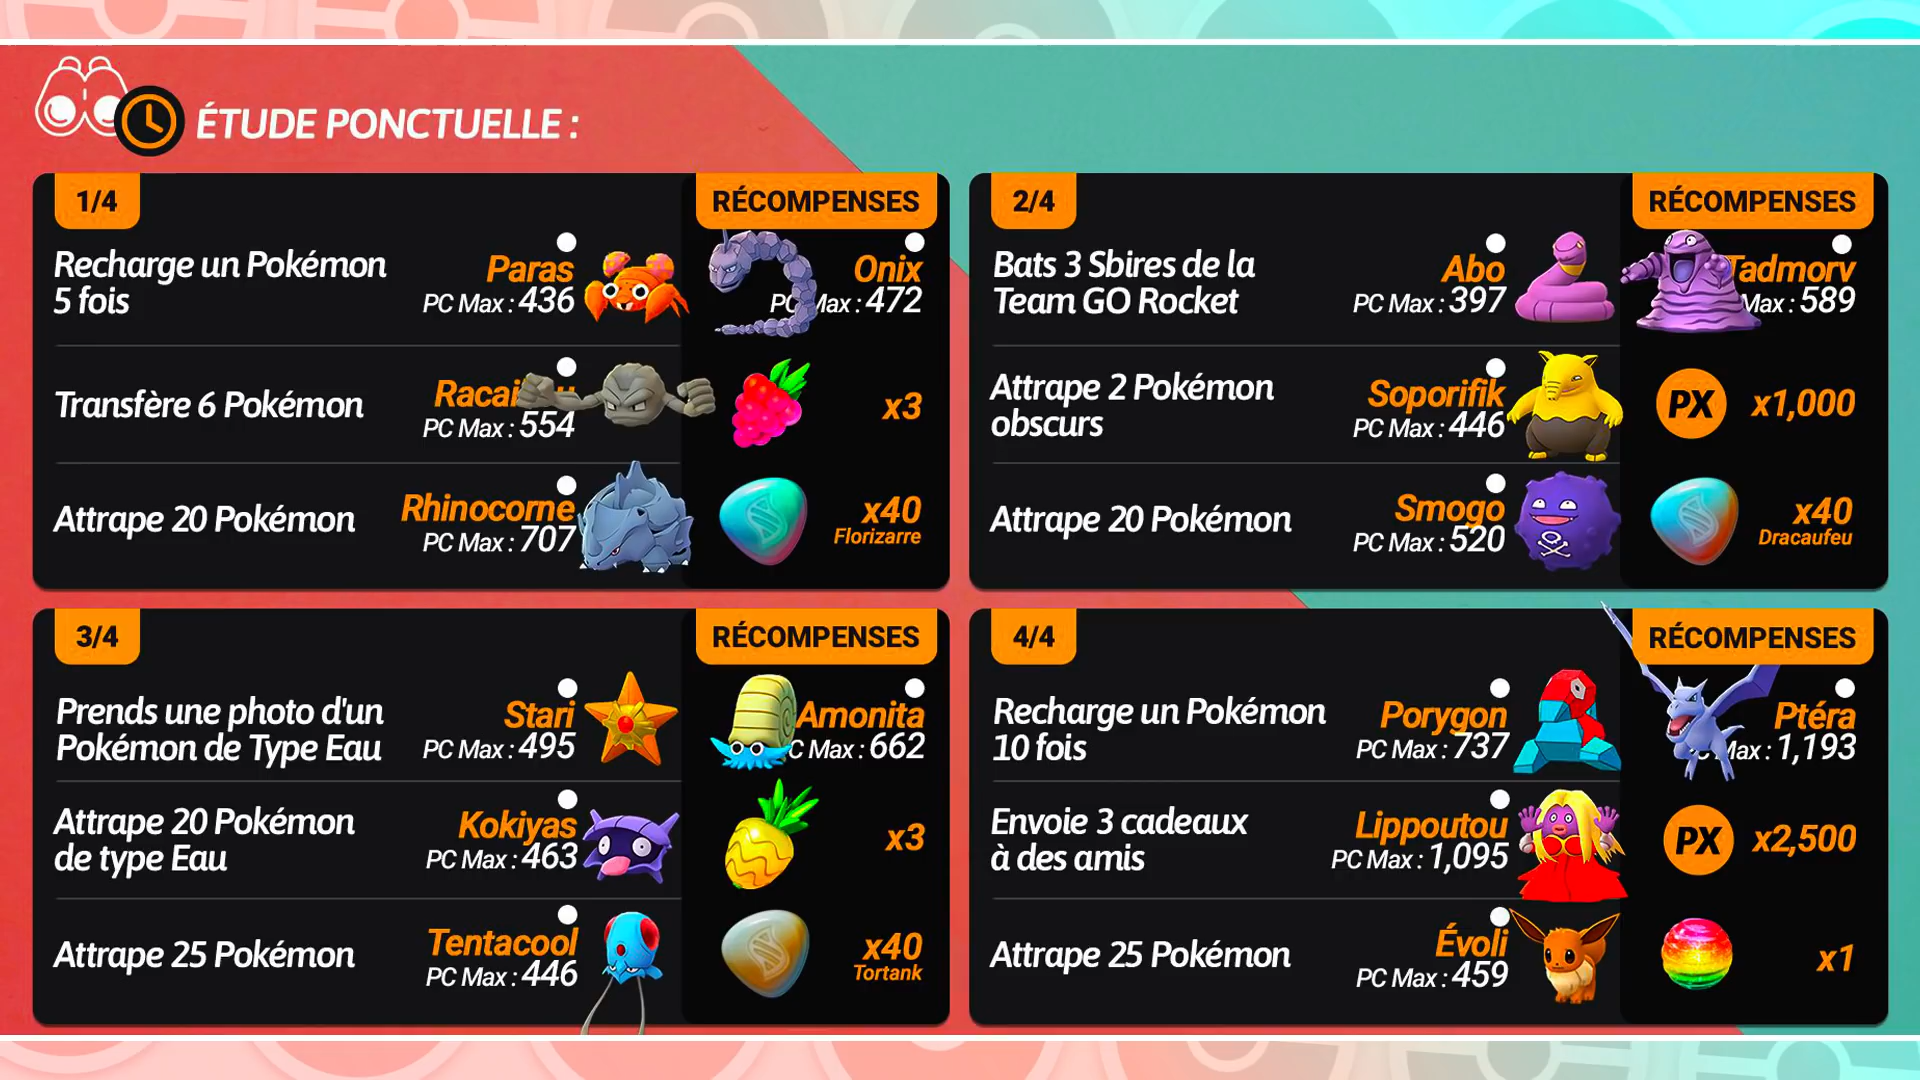 ÉTUDE PONCTUELLE :
1/4
RÉCOMPENSES
Recharge un Pokémon
5 fois
Paras
PC Max : 436
Onix
PC Max : 472
Transfère 6 Pokémon
PC Max : 554
x3
Attrape 20 Pokémon
Rhinocorne
PC Max : 707
x40
Florizarre
2/4
RÉCOMPENSES
Bats 3 Sbires de la
Team GO Rocket
Abo
PC Max : 397
Tadmorv
Max : 589
Attrape 2 Pokémon
obscurs
Soporifik
PC Max : 446
PX
x1,000
Attrape 20 Pokémon
Smogo
PC Max : 520
x40
Dracaufeu
3/4
RÉCOMPENSES
Prends une photo d'un
Pokémon de Type Eau
Stari
PC Max : 495
Amonita
PC Max : 662
Attrape 20 Pokémon
de type Eau
Kokiyas
PC Max : 463
x3
Attrape 25 Pokémon
Tentacool
PC Max : 446
x40
Tortank
4/4
RÉCOMPENSES
Recharge un Pokémon
10 fois
Porygon
PC Max : 737
Ptéra
Max : 1,193
Envoie 3 cadeaux
à des amis
Lippoutou
PC Max : 1,095
PX
x2,500
Attrape 25 Pokémon
Évoli
PC Max : 459
x1